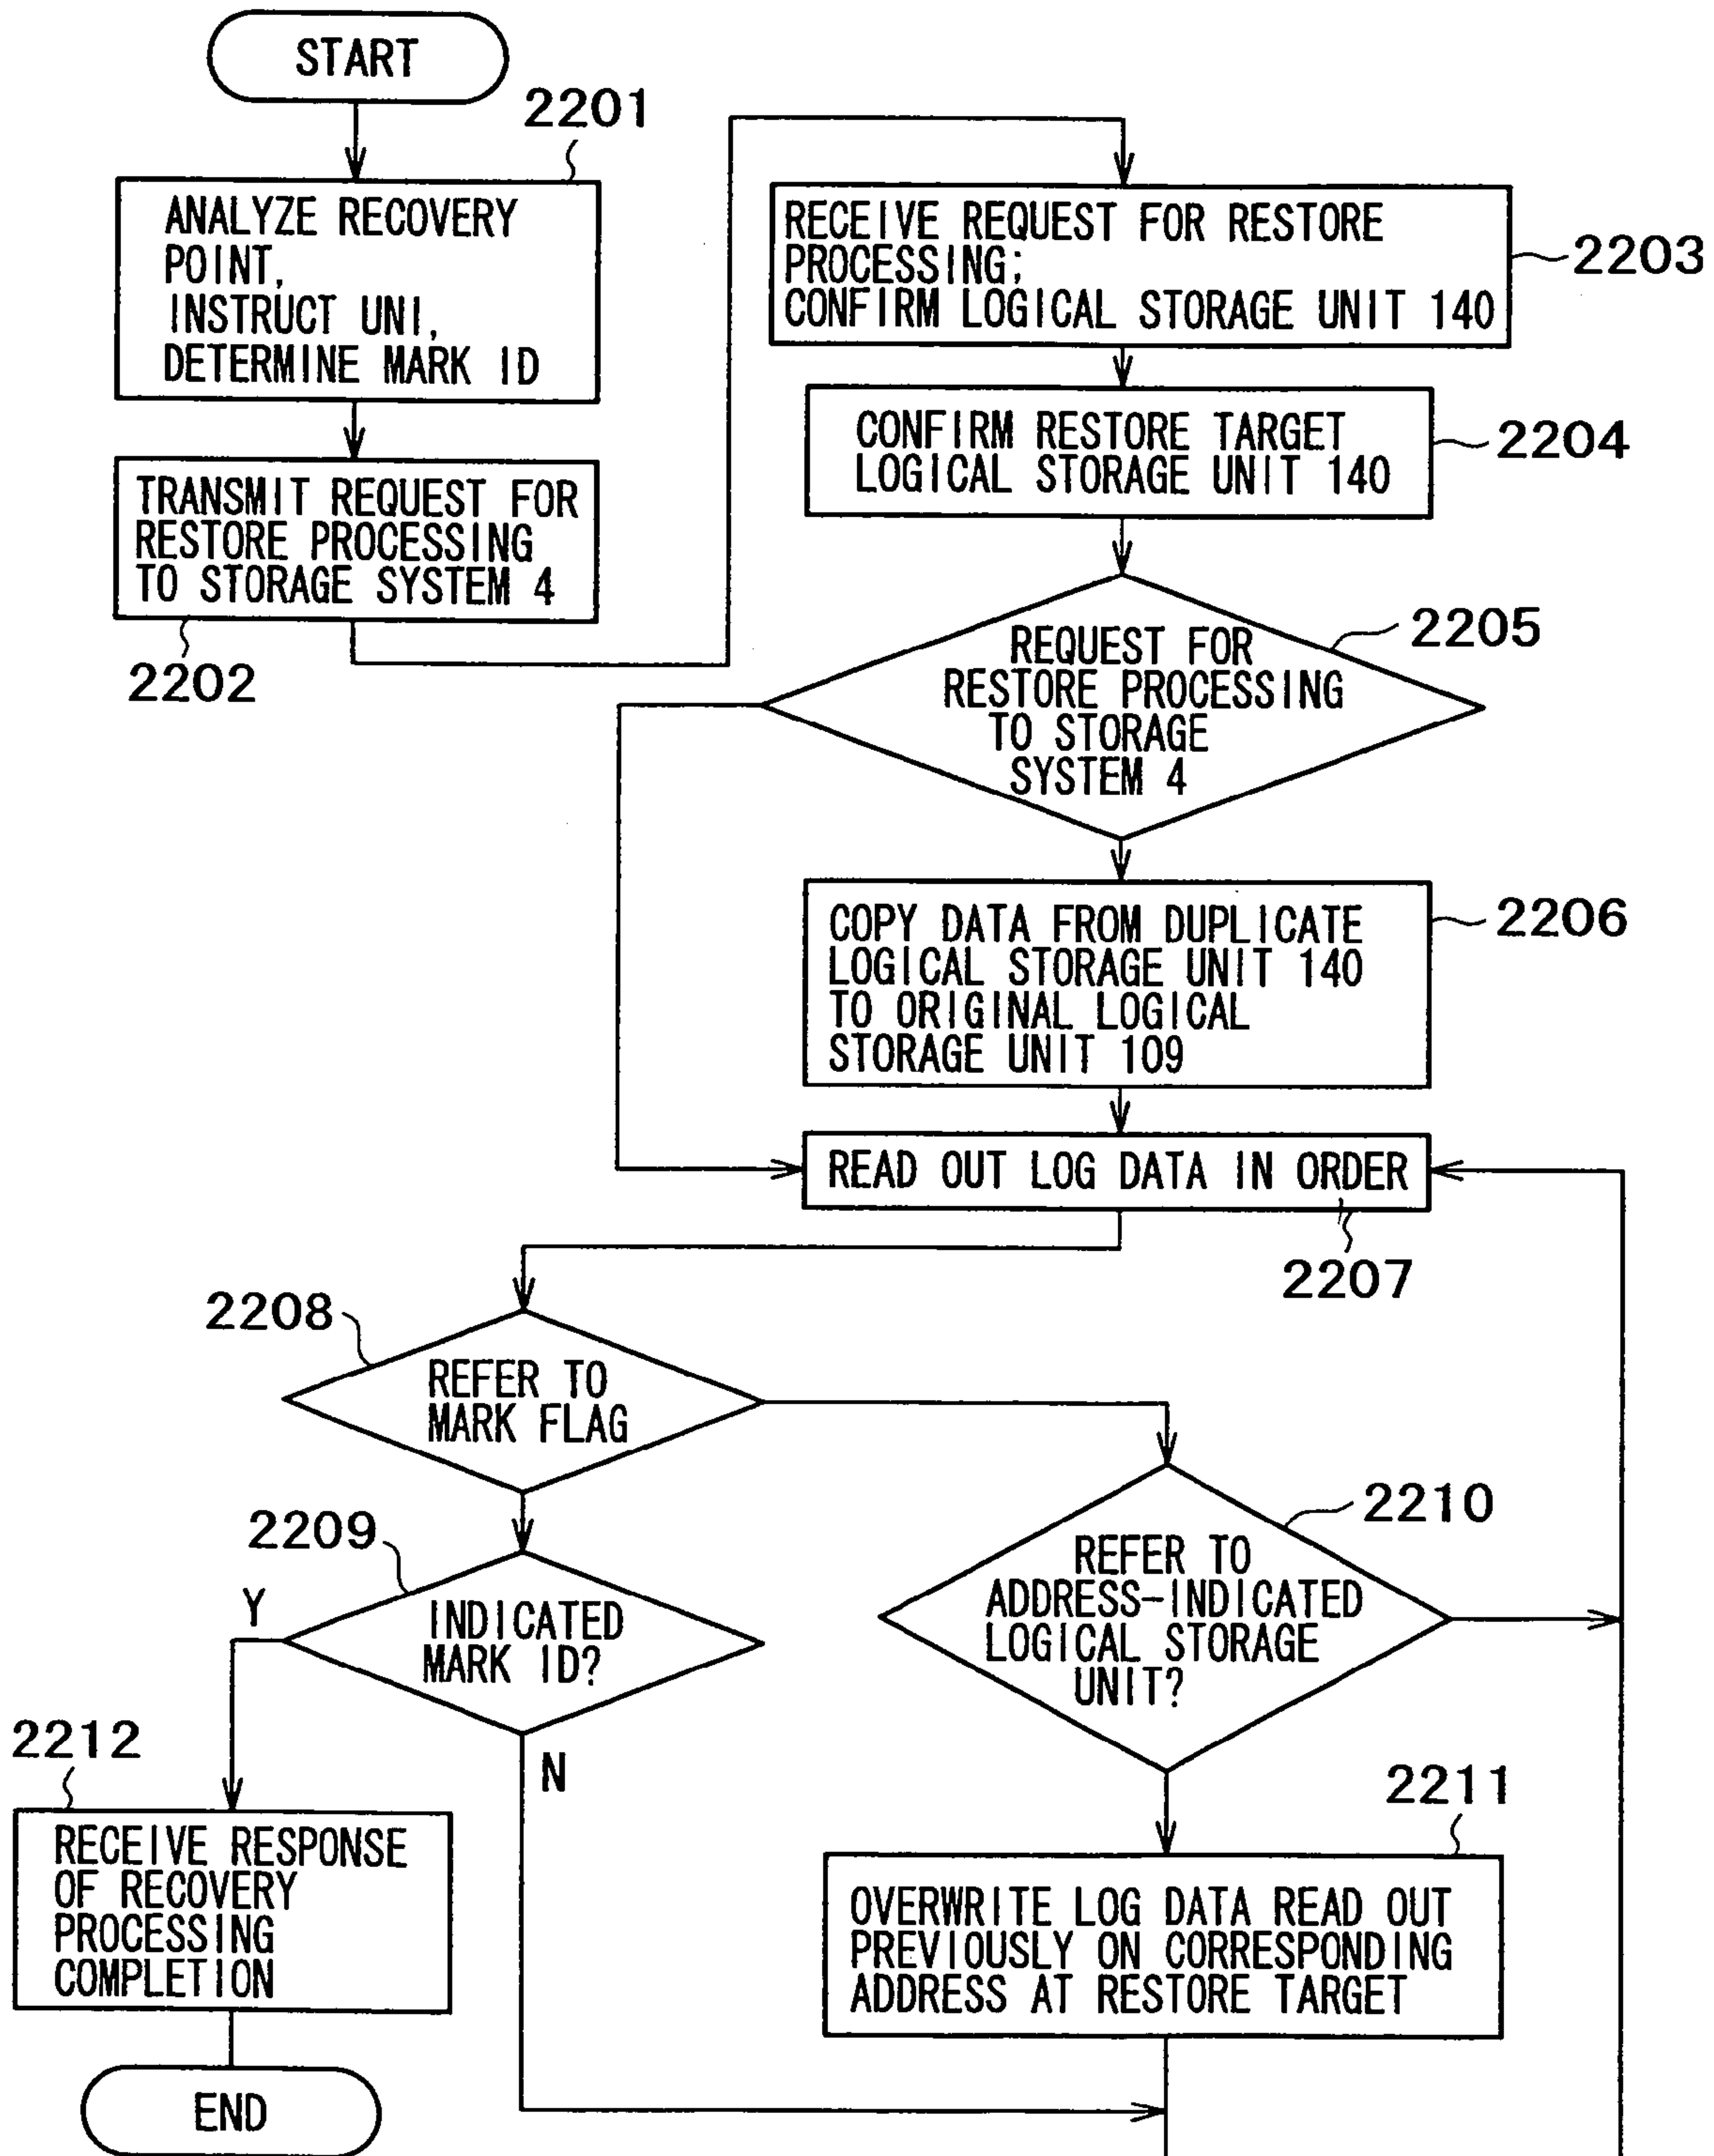 START
2201
ANALYZE RECOVERY
POINT,
INSTRUCT UNI,
DETERMINE MARK ID
TRANSMIT REQUEST FOR
RESTORE PROCESSING
TO STORAGE SYSTEM 4
2202
RECEIVE REQUEST FOR RESTORE
PROCESSING;
CONFIRM LOGICAL STORAGE UNIT 140
2203
CONFIRM RESTORE TARGET
LOGICAL STORAGE UNIT 140
2204
REQUEST FOR
RESTORE PROCESSING
TO STORAGE
SYSTEM 4
2205
COPY DATA FROM DUPLICATE
LOGICAL STORAGE UNIT 140
TO ORIGINAL LOGICAL
STORAGE UNIT 109
2206
READ OUT LOG DATA IN ORDER
2207
2208
REFER TO
MARK FLAG
2209
INDICATED
MARK ID?
Y
N
2210
REFER TO
ADDRESS-INDICATED
LOGICAL STORAGE
UNIT?
2211
OVERWRITE LOG DATA READ OUT
PREVIOUSLY ON CORRESPONDING
ADDRESS AT RESTORE TARGET
2212
RECEIVE RESPONSE
OF RECOVERY
PROCESSING
COMPLETION
END